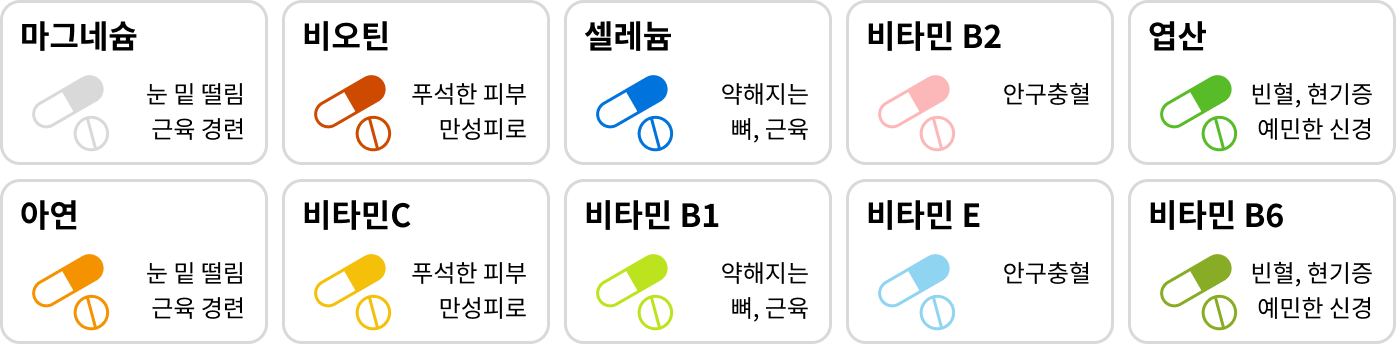 마그네슘
눈 밑 떨림
근육 경련
비오틴
푸석한 피부
만성피로
셀레늄
약해지는
뼈, 근육
비타민 B2
안구충혈
엽산
빈혈, 현기증
예민한 신경
아연
눈 밑 떨림
근육 경련
비타민C
푸석한 피부
만성피로
비타민 B1
약해지는
뼈, 근육
비타민 E
안구충혈
비타민 B6
빈혈, 현기증
예민한 신경